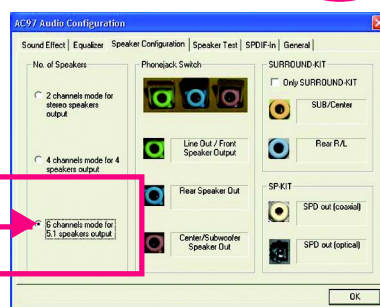 AC97 Audio Configuration
Sound Effect
Equalizer
Speaker Configuration
Speaker Test
SPDIF-In
General
No. of Speakers
2 channels mode for
stereo speakers
output
4 channels mode for 4
speakers output
6 channels mode for
5.1 speakers output
Phonejack Switch
Line Out / Front
Speaker Output
Rear Speaker Out
Center/Subwoofer
Speaker Out
SURROUND-KIT
Only SURROUND-KIT
SUB/Center
Rear R/L
SP-KIT
SPD out (coaxial)
SPD out (optical)
OK